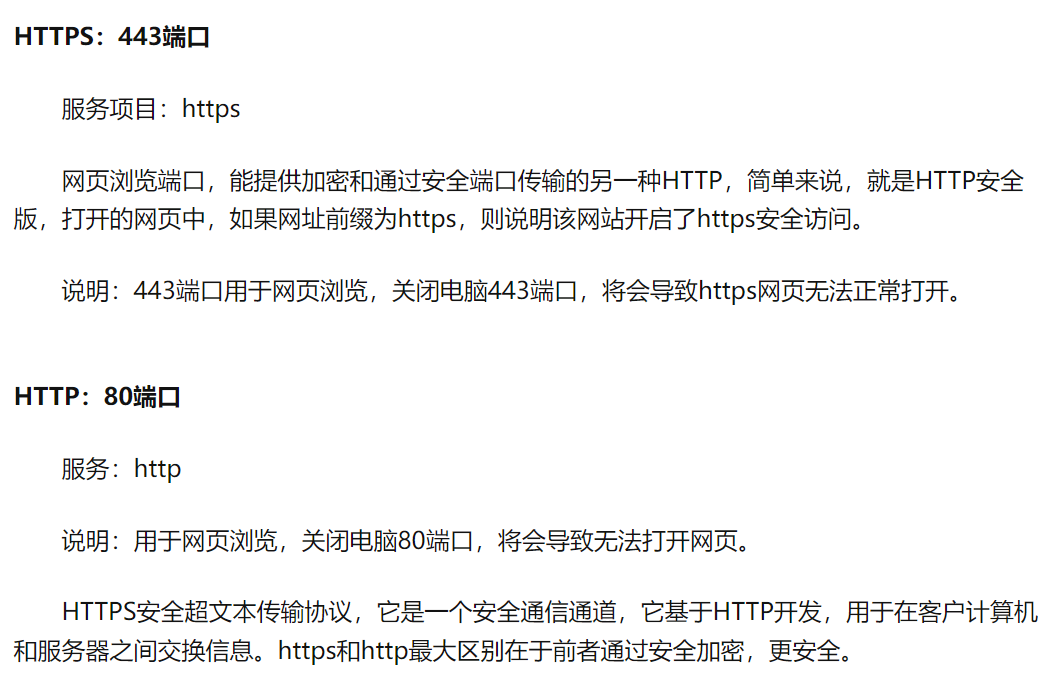 HTTPS：443端口
服务项目：https
网页浏览端口，能提供加密和通过安全端口传输的另一种HTTP，简单来说，就是HTTP安全
版，打开的网页中，如果网址前缀为https，则说明该网站开启了https安全访问。
说明：443端口用于网页浏览，关闭电脑443端口，将会导致https网页无法正常打开。
HTTP：80端口
服务：http
说明：用于网页浏览，关闭电脑80端口，将会导致无法打开网页。
HTTPS安全超文本传输协议，它是一个安全通信通道，它基于HTTP开发，用于在客户计算机
和服务器之间交换信息。https和http最大区别在于前者通过安全加密，更安全。